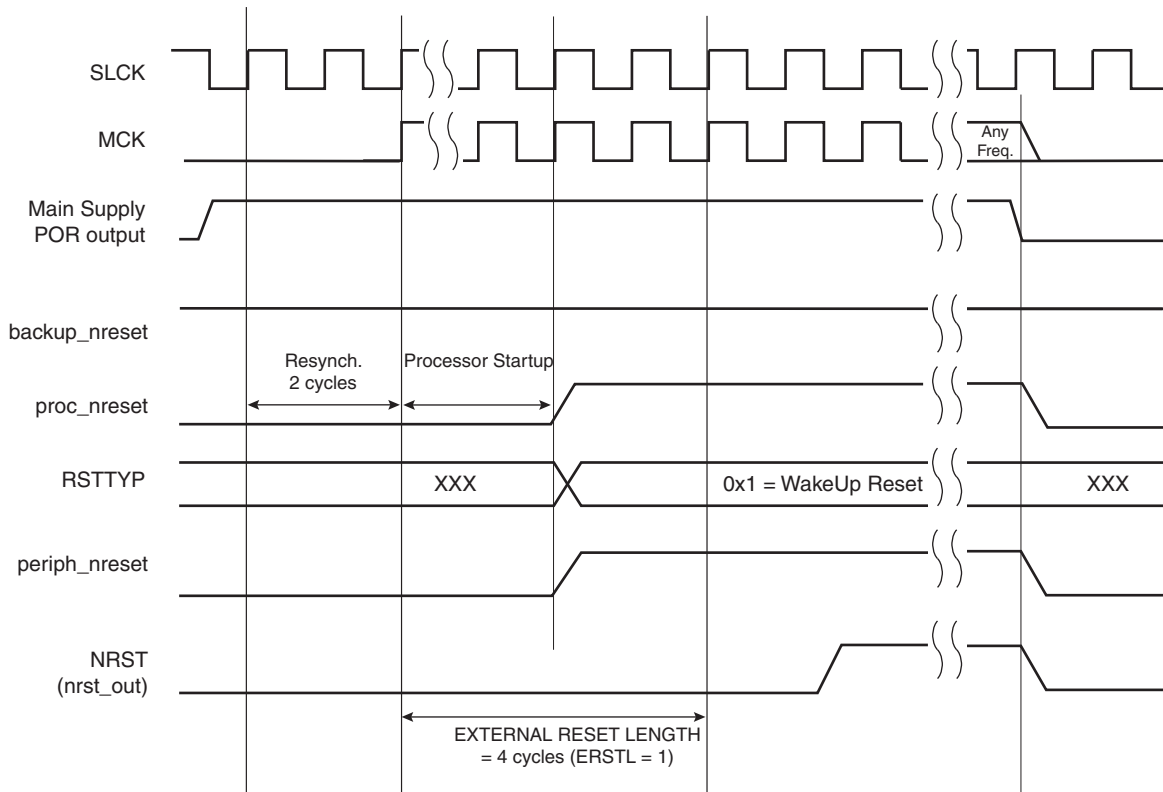 SLCK
MCK
Any
Freq.
Main Supply
POR output
backup_nreset
Resynch.
2 cycles
Processor Startup
proc_nreset
RSTTYP
XXX
0x1 = WakeUp Reset
XXX
periph_nreset
NRST
(nrst_out)
EXTERNAL RESET LENGTH
= 4 cycles (ERSTL = 1)